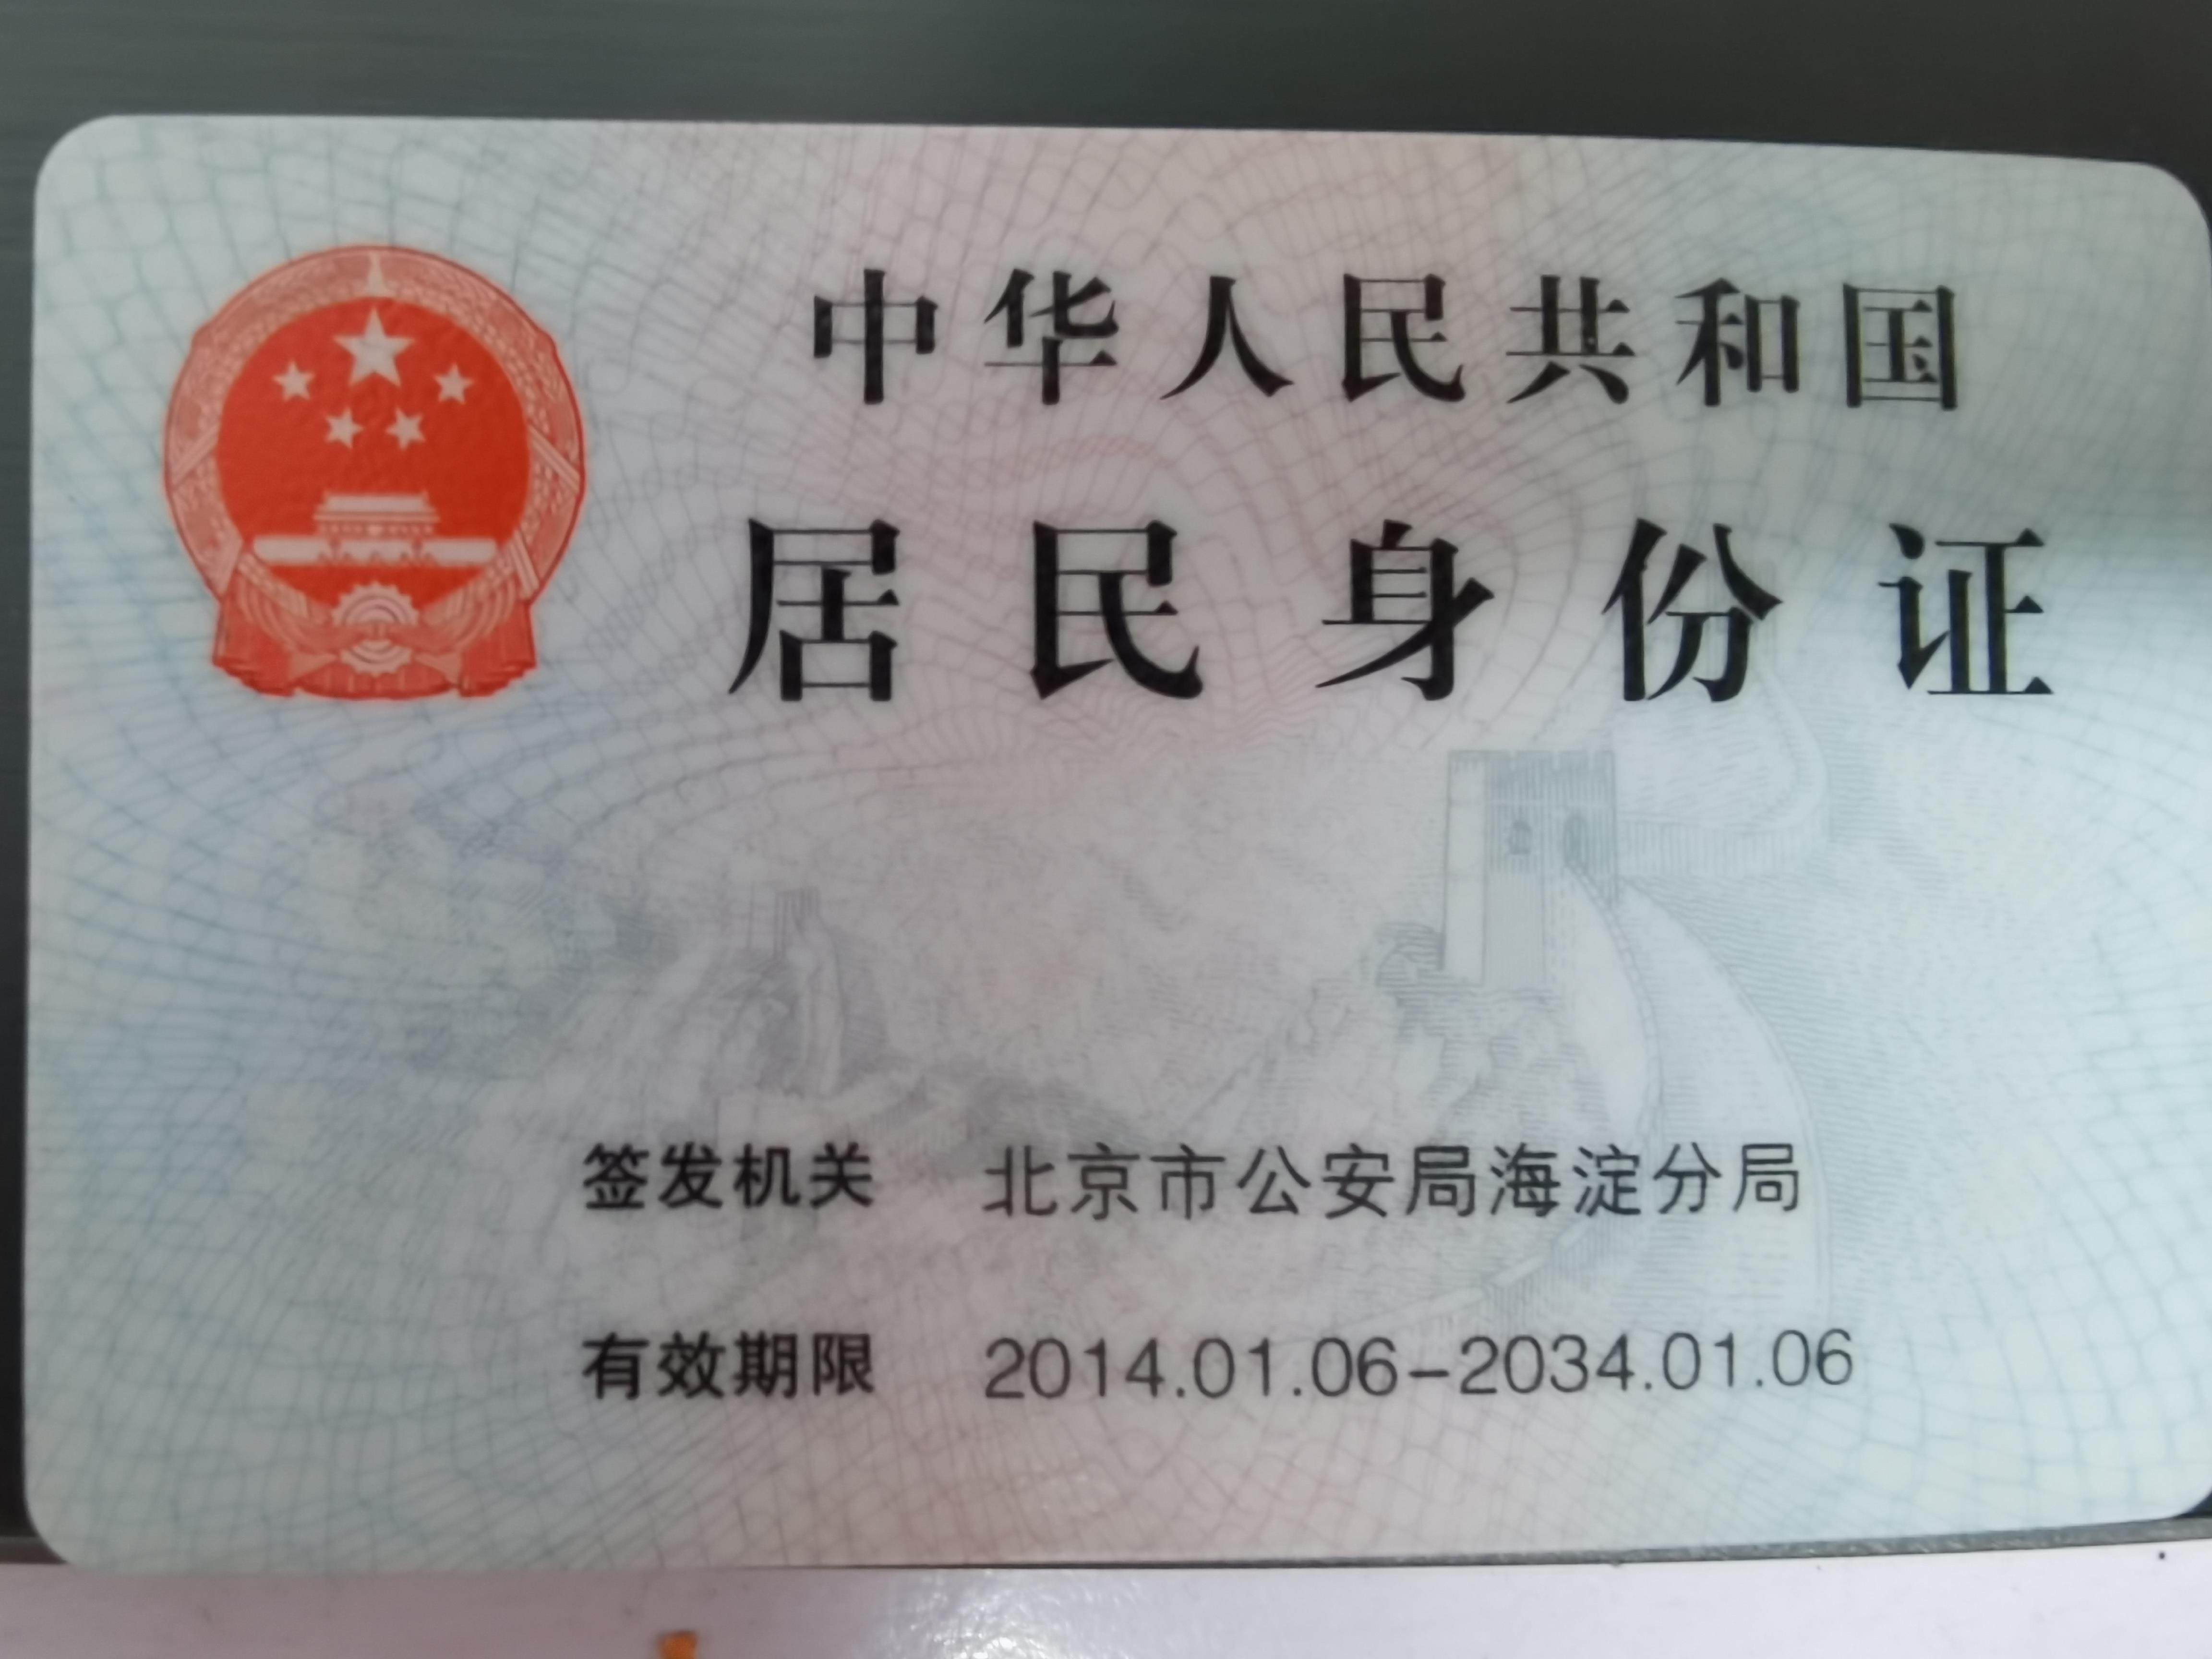 中华人民共和国
居民身份证
签发机关 北京市公安局海淀分局
有效期限 2014.01.06-2034.01.06